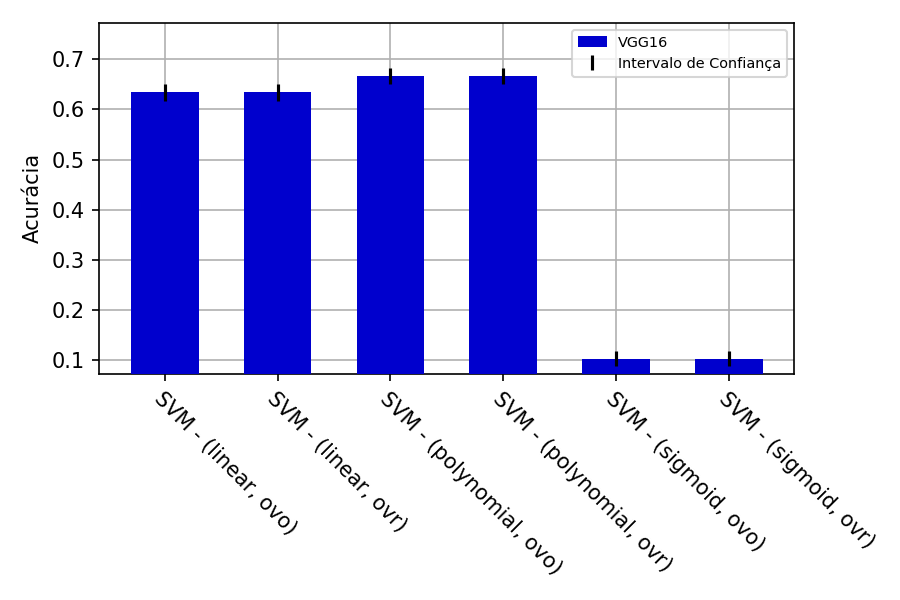 VGG16
Intervalo de Confiança
Acurácia
0.7
0.6
0.5
0.4
0.3
0.2
0.1
SVM - (linear, ovo)
SVM - (linear, ovr)
SVM - (polynomial, ovo)
SVM - (polynomial, ovr)
SVM - (sigmoid, ovo)
SVM - (sigmoid, ovr)